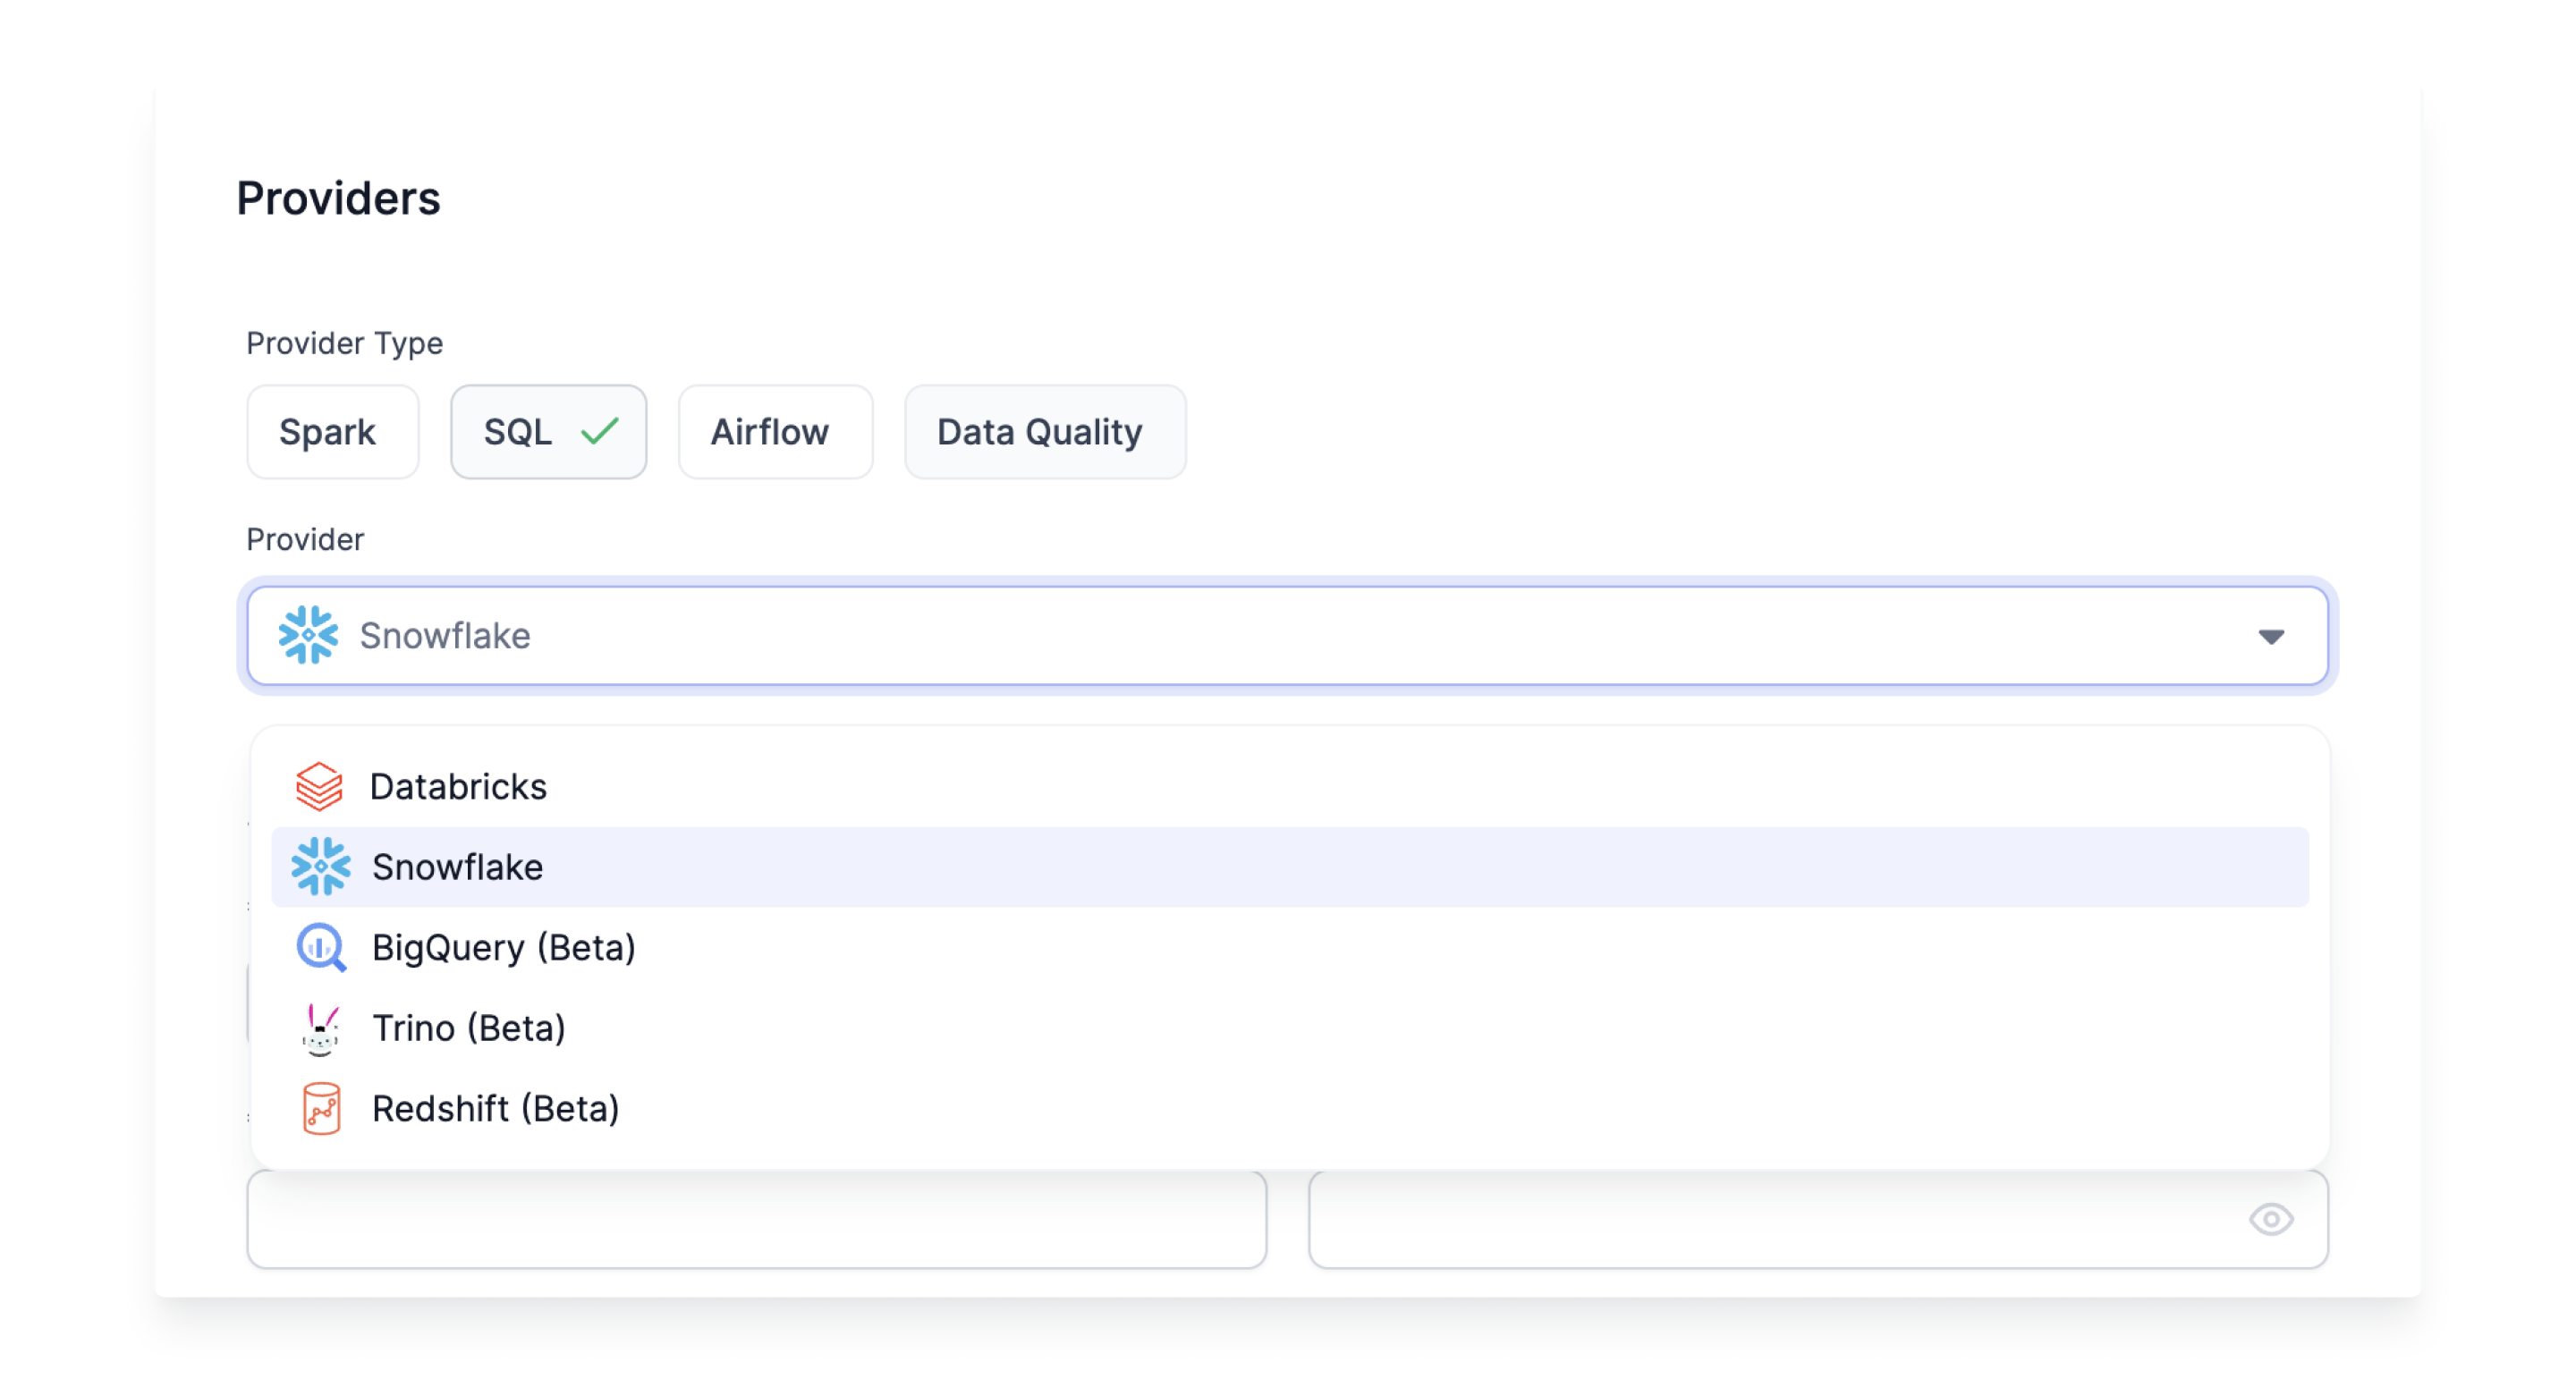 Providers
Provider Type
Spark
SQL
Airflow
Data Quality
Provider
Snowflake
Databricks
Snowflake
BigQuery (Beta)
Trino (Beta)
Redshift (Beta)